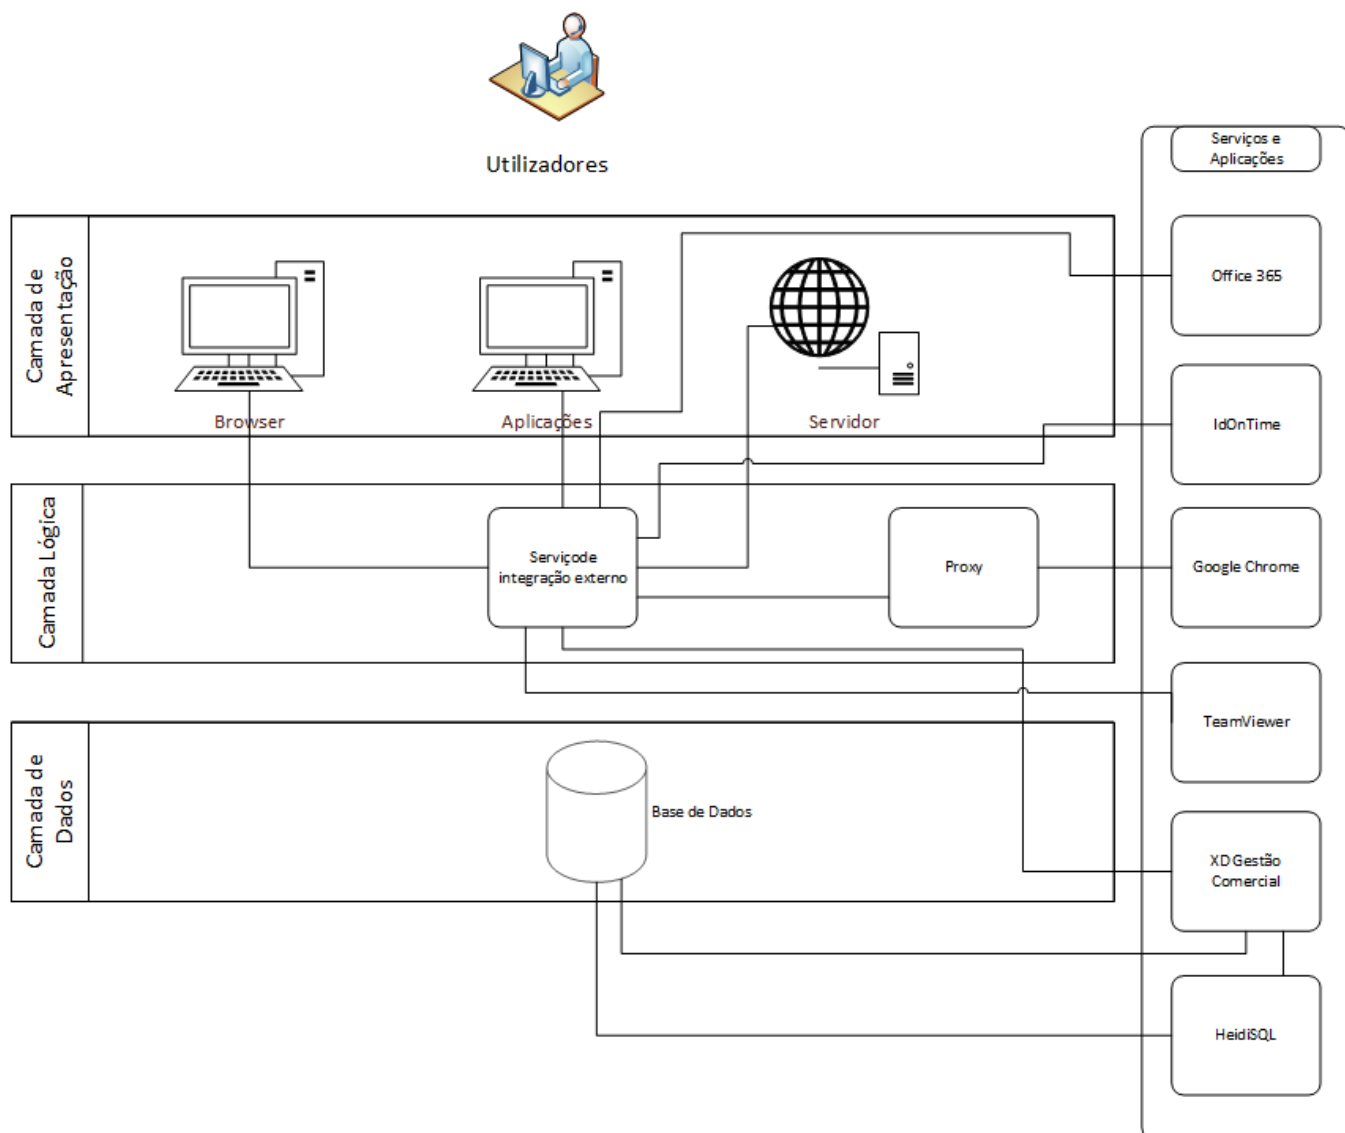 Utilizadores
Serviços e
Aplicações
Camada de
Apresentação
Browser
Aplicações
Servidor
Office 365
IdOnTime
Camada Lógica
Serviçode
integração externo
Proxy
Google Chrome
TeamViewer
Camada de
Dados
Base de Dados
XD Gestão
Comercial
HeidiSQL